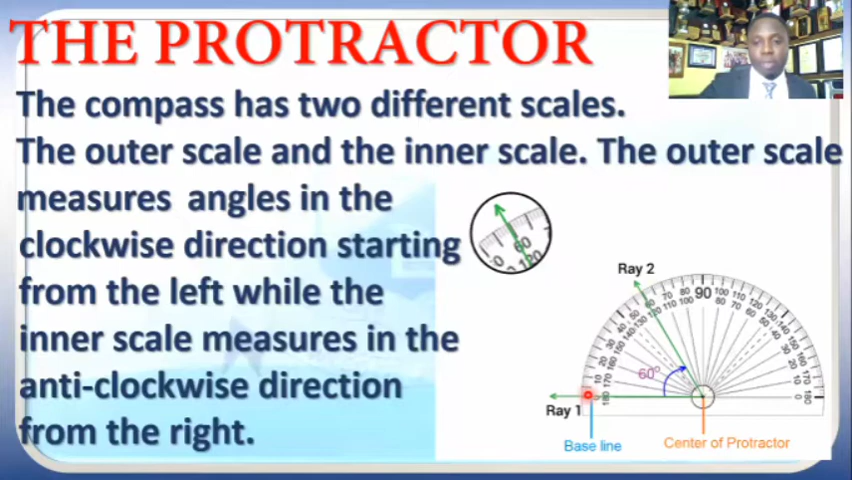 THE PROTRACTOR
The compass has two different scales.
The outer scale and the inner scale. The outer scale
measures angles in the
clockwise direction starting
from the left while the
inner scale measures in the
anti-clockwise direction
from the right.
60
120
Ray 2
90
60°
Ray 1
Base line
Center of Protractor